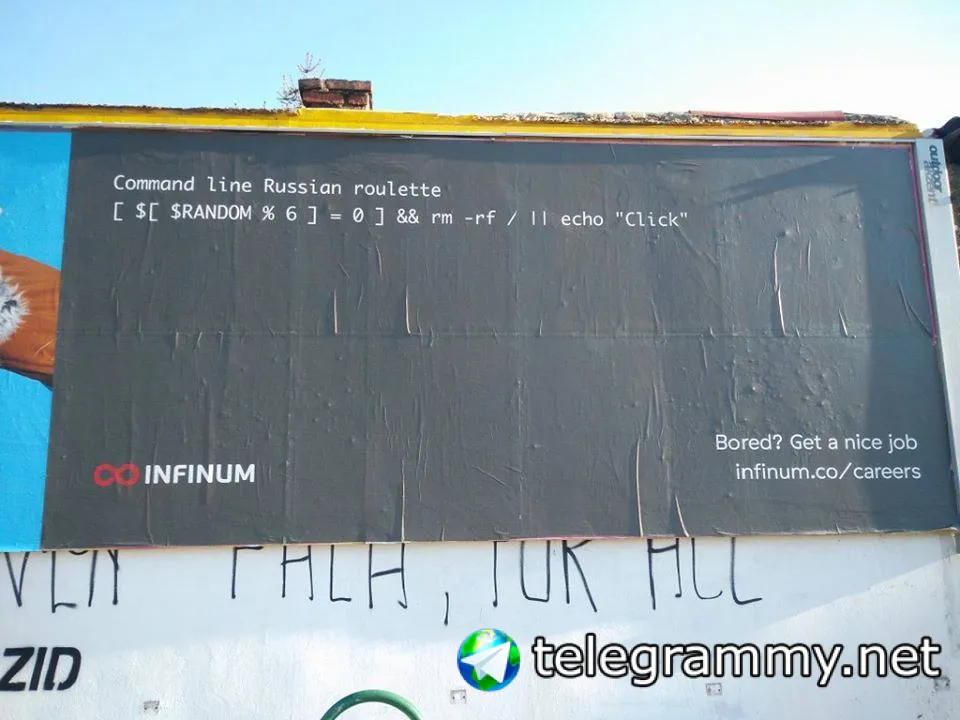 Command line Russian roulette
[ $[ $RANDOM % 6 ] = 0 ] && rm -rf / || echo "Click"
Bored? Get a nice job
INFINUM
infinum.co/careers
ZID
telegrammy.net